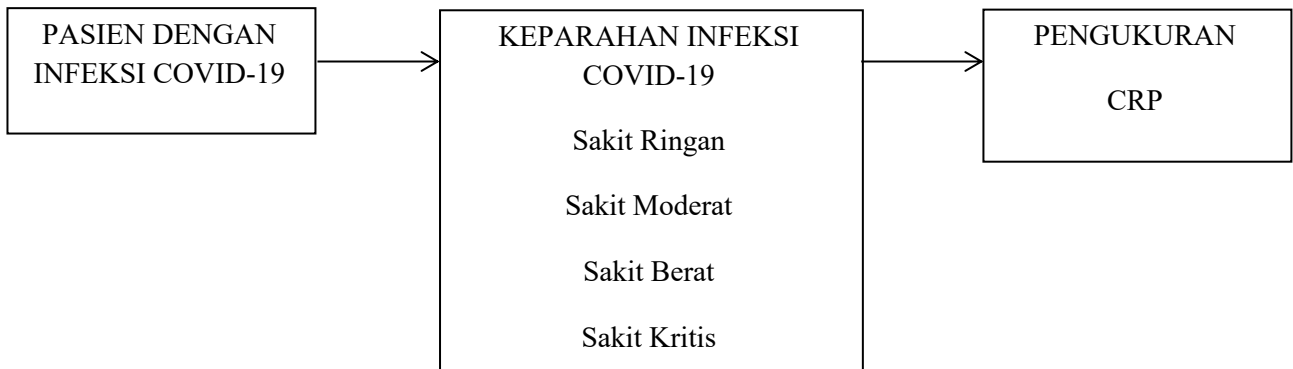 PASIEN DENGAN
INFEKSI COVID-19
KEPARAHAN INFEKSI
COVID-19
Sakit Ringan
Sakit Moderat
Sakit Berat
Sakit Kritis
PENGUKURAN
CRP